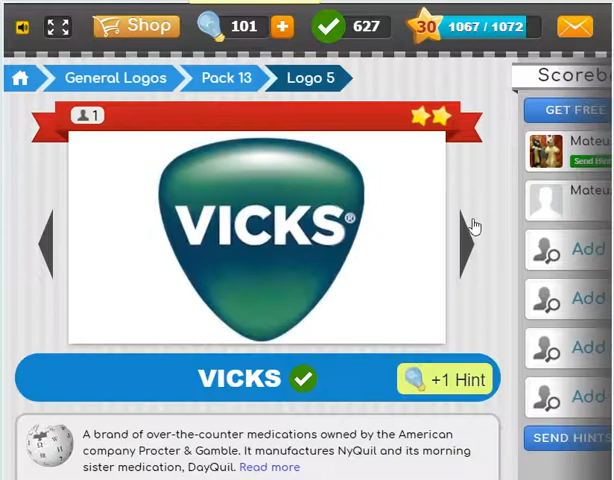 Shop
101
627
30
1067 / 1072
General Logos
Pack 13
Logo 5
1
VICKS®
VICKS
+1 Hint
A brand of over-the-counter medications owned by the American
company Procter & Gamble. It manufactures NyQuil and its morning
sister medication, DayQuil. Read more
Scoreb
GET FREE
Mateu
Send Hint
Mateu
Add
Add
Add
Add
SEND HINTS